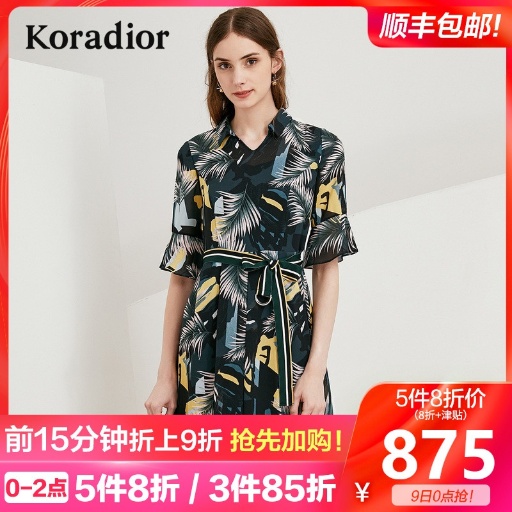 Koradior
顺丰包邮!
5件8折价
(8折+津贴)
¥ 875
9日0点抢!
前15分钟折上9折 抢先加购!
0-2点 5件8折 / 3件85折